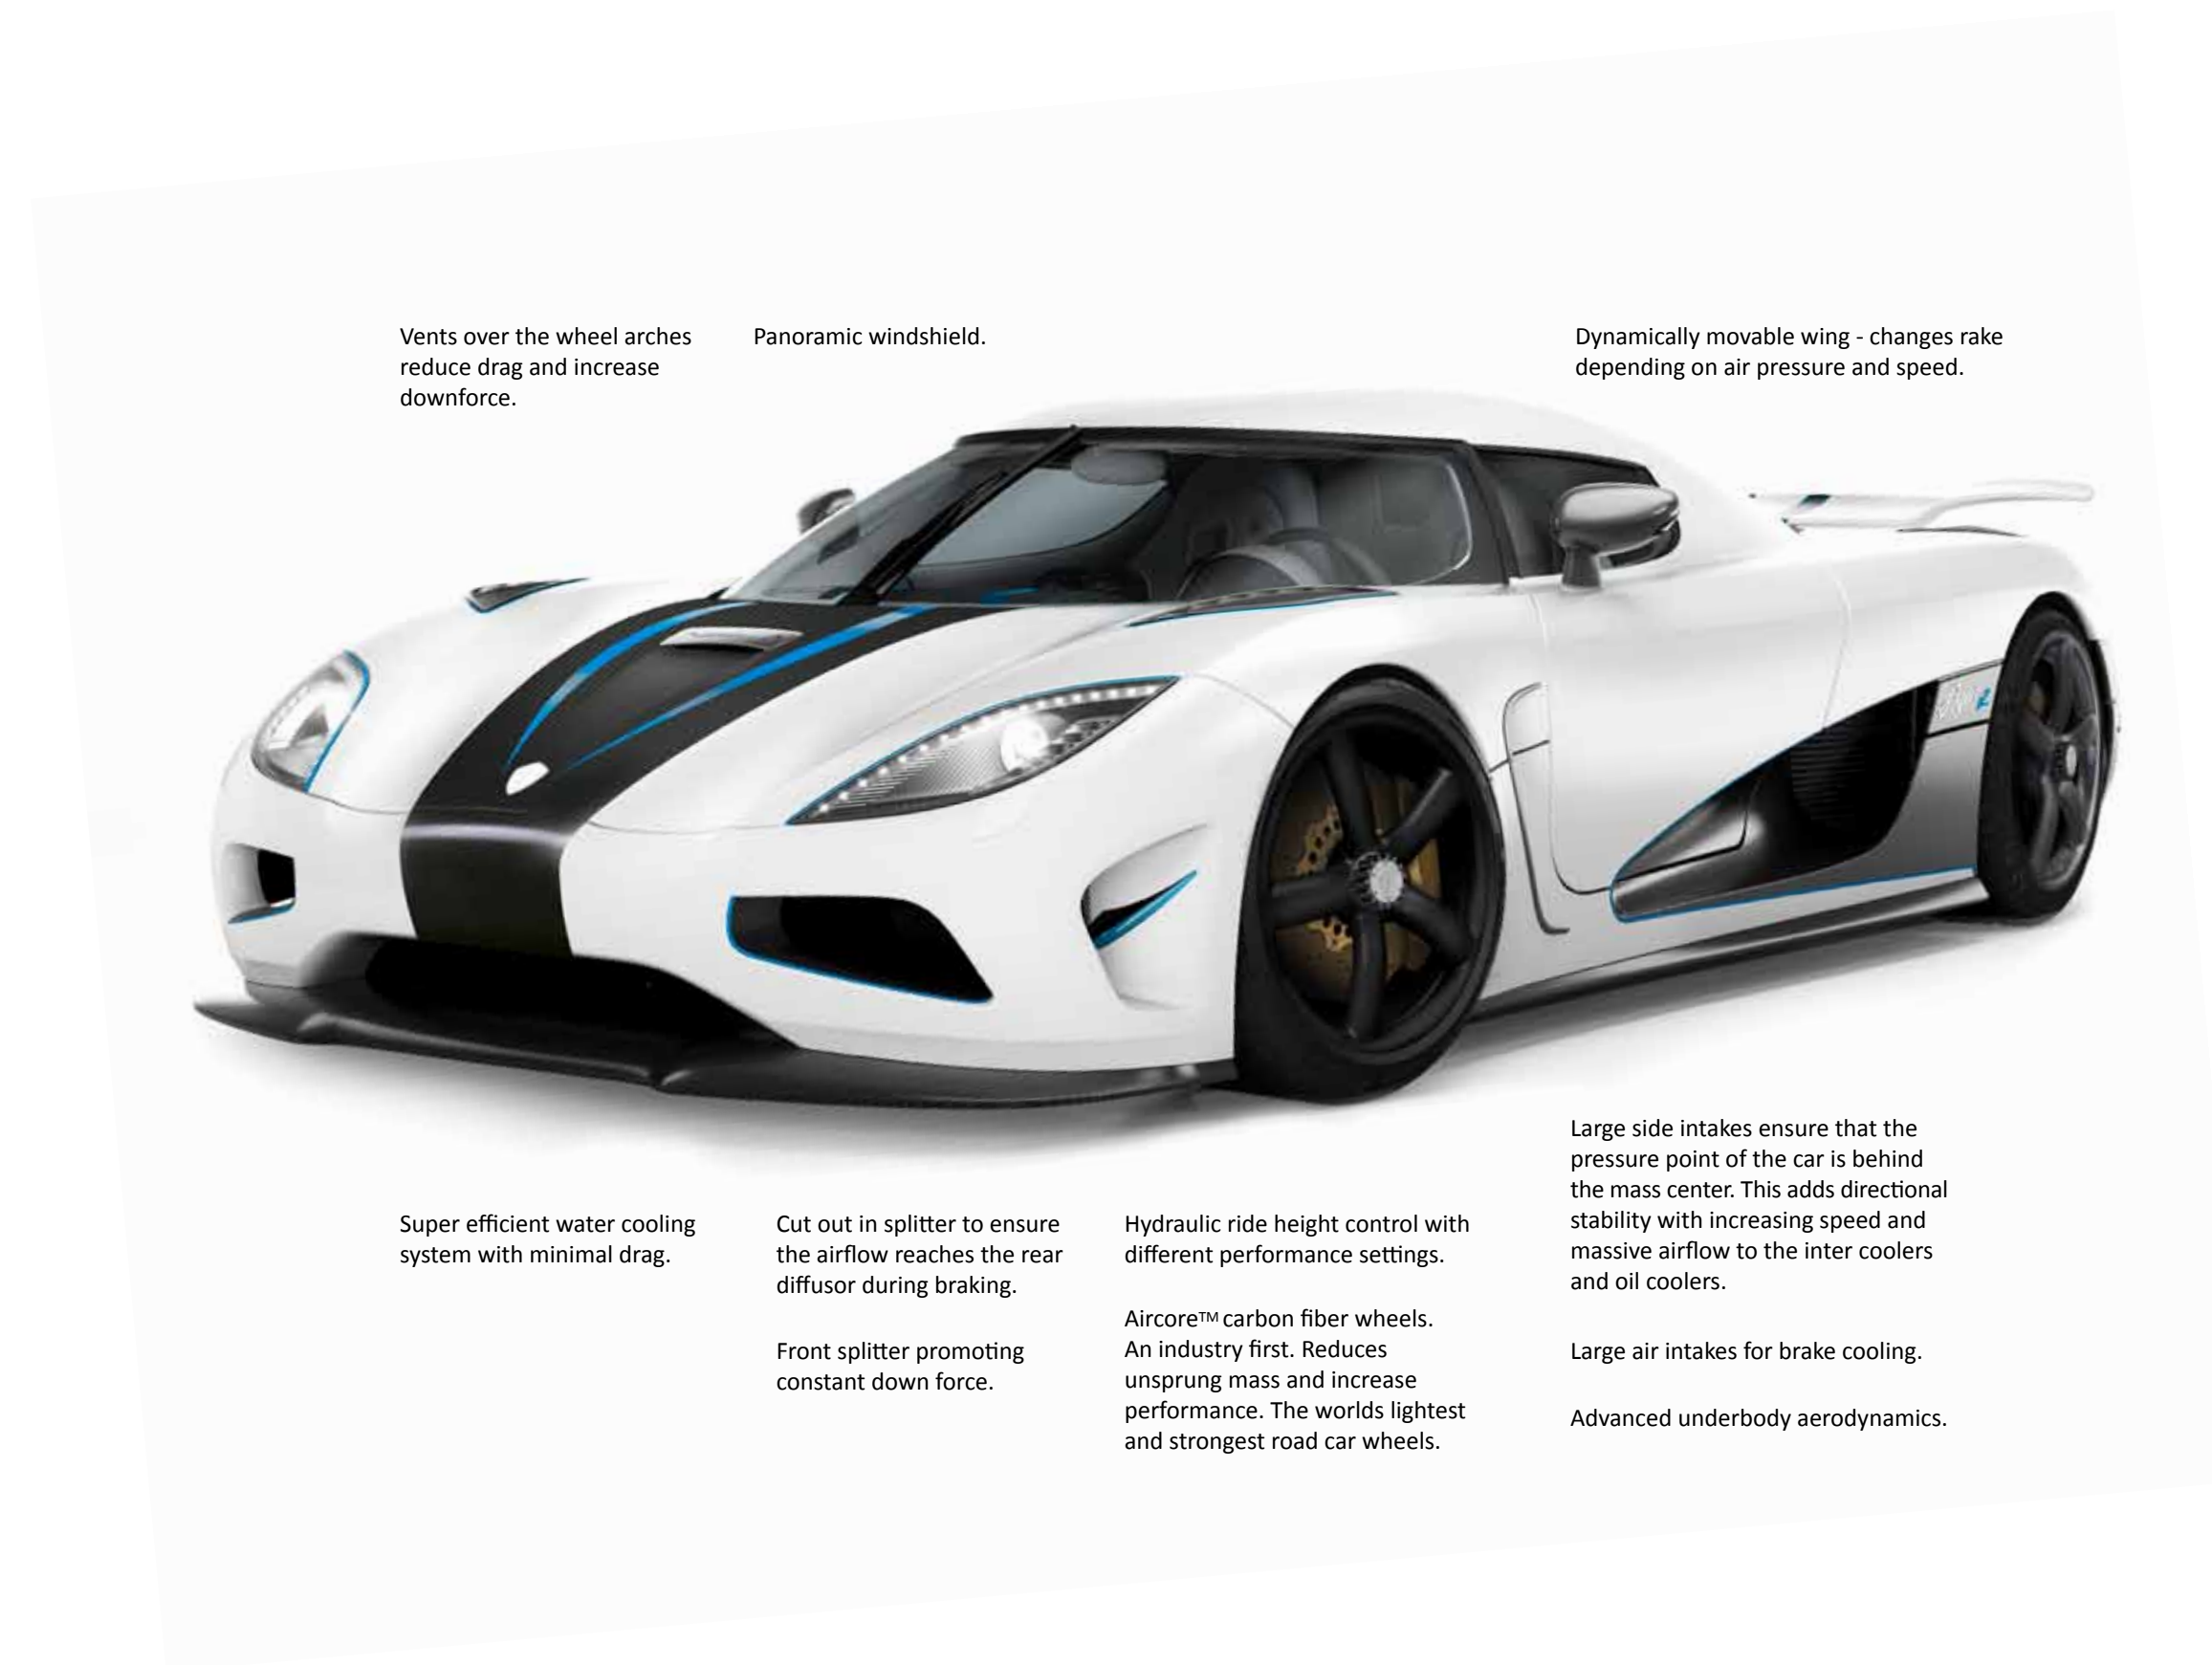 Vents over the wheel arches
reduce drag and increase
downforce.
Panoramic windshield.
Dynamically movable wing - changes rake
depending on air pressure and speed.
Super efficient water cooling
system with minimal drag.
Cut out in splitter to ensure
the airflow reaches the rear
diffusor during braking.
Front splitter promoting
constant down force.
Hydraulic ride height control with
different performance settings.
Aircore™ carbon fiber wheels.
An industry first. Reduces
unsprung mass and increase
performance. The worlds lightest
and strongest road car wheels.
Large side intakes ensure that the
pressure point of the car is behind
the mass center. This adds directional
stability with increasing speed and
massive airflow to the inter coolers
and oil coolers.
Large air intakes for brake cooling.
Advanced underbody aerodynamics.